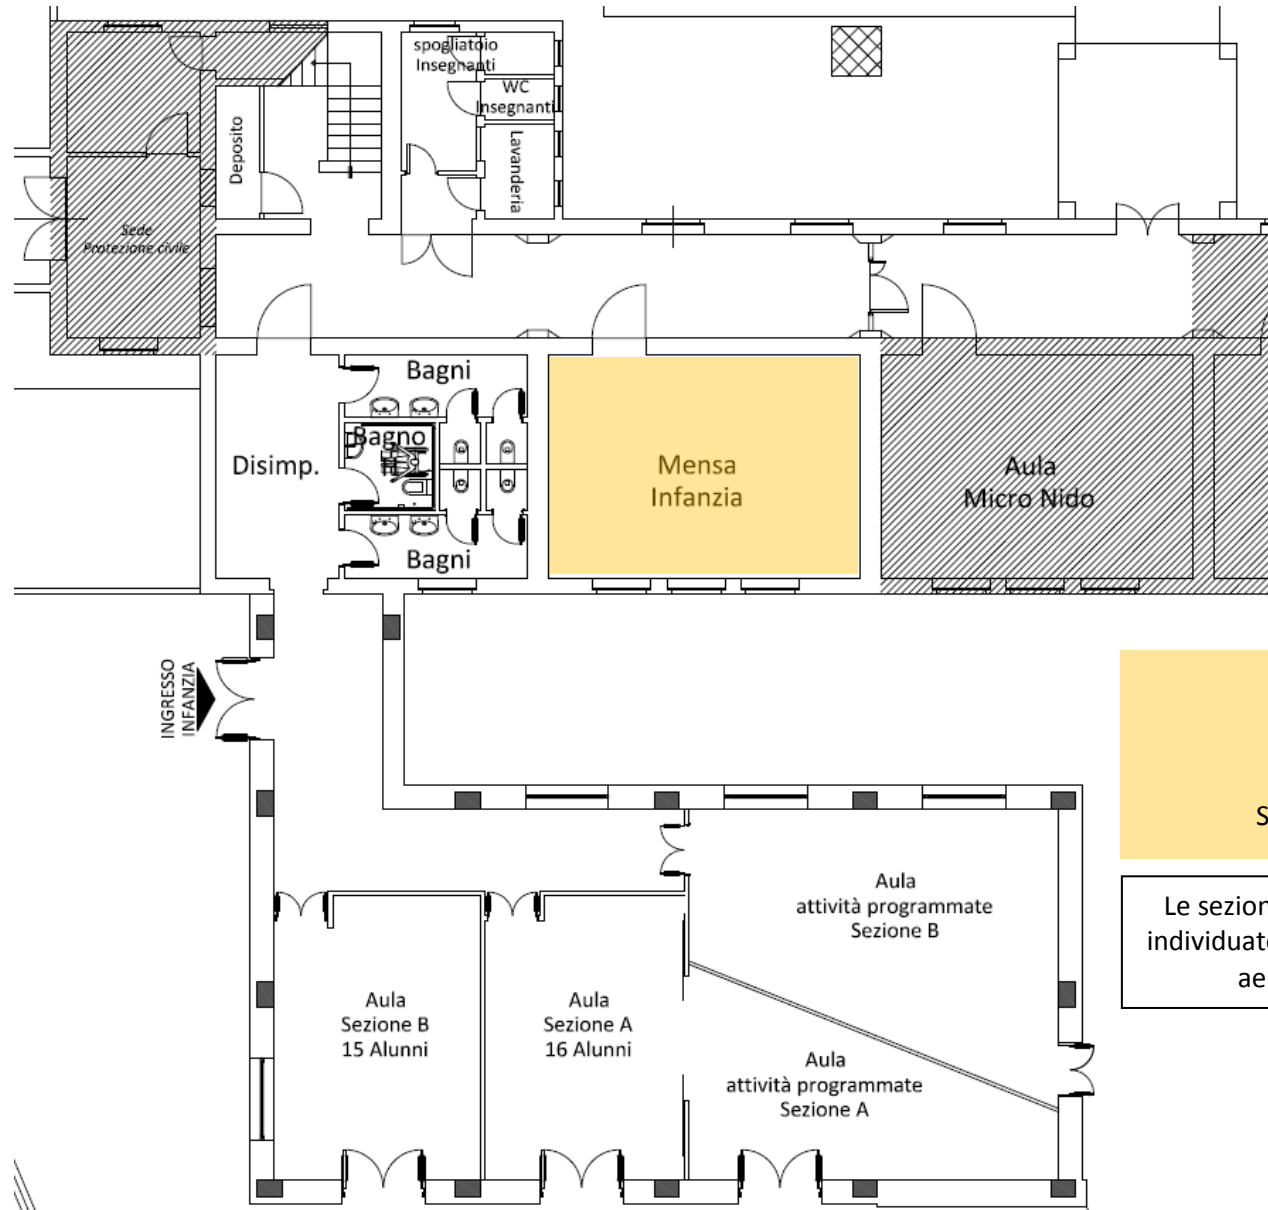 spogliatoio
Insegnanti
WC
Insegnanti
Deposito
Lavanderia
Sede
Protezione civile
Bagni
Bagno
Disimp.
Mensa
Infanzia
Aula
Micro Nido
Bagni
INGRESSO
INFANZIA
S
Aula
attività programmate
Sezione B
Le sezion
individuate
ae
Aula
Sezione B
15 Alunni
Aula
Sezione A
16 Alunni
Aula
attività programmate
Sezione A